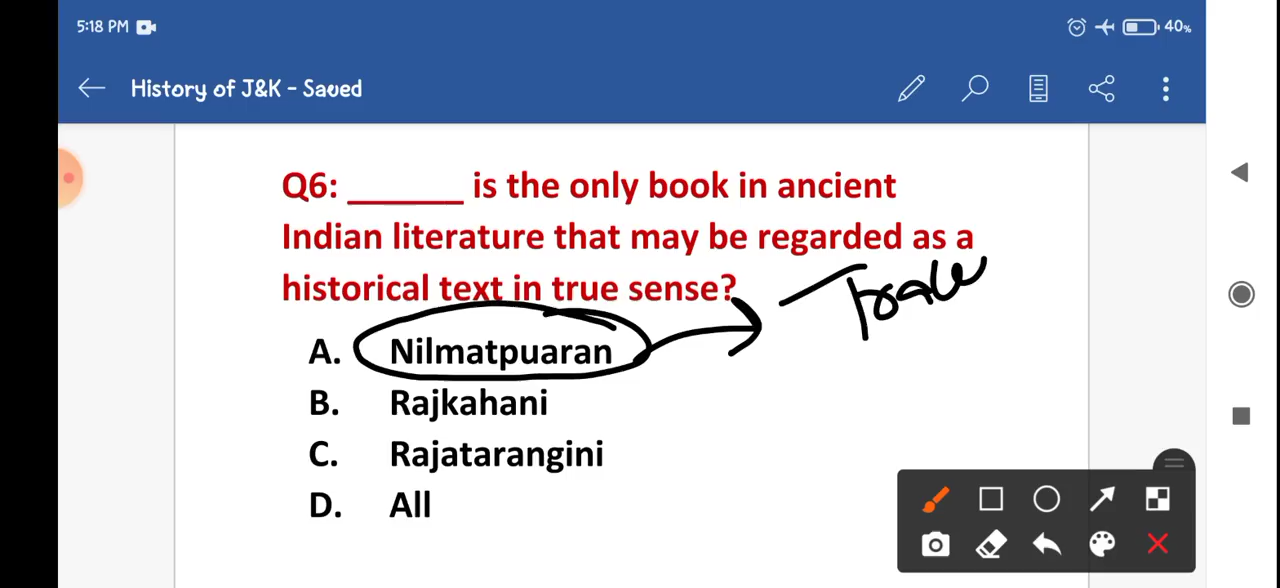 5:18 PM 40%
History of J&K - Saved
Q6: ______ is the only book in ancient
Indian literature that may be regarded as a
historical text in true sense?
A. Nilmatpuaran
B. Rajkahani
C. Rajatarangini
D. All